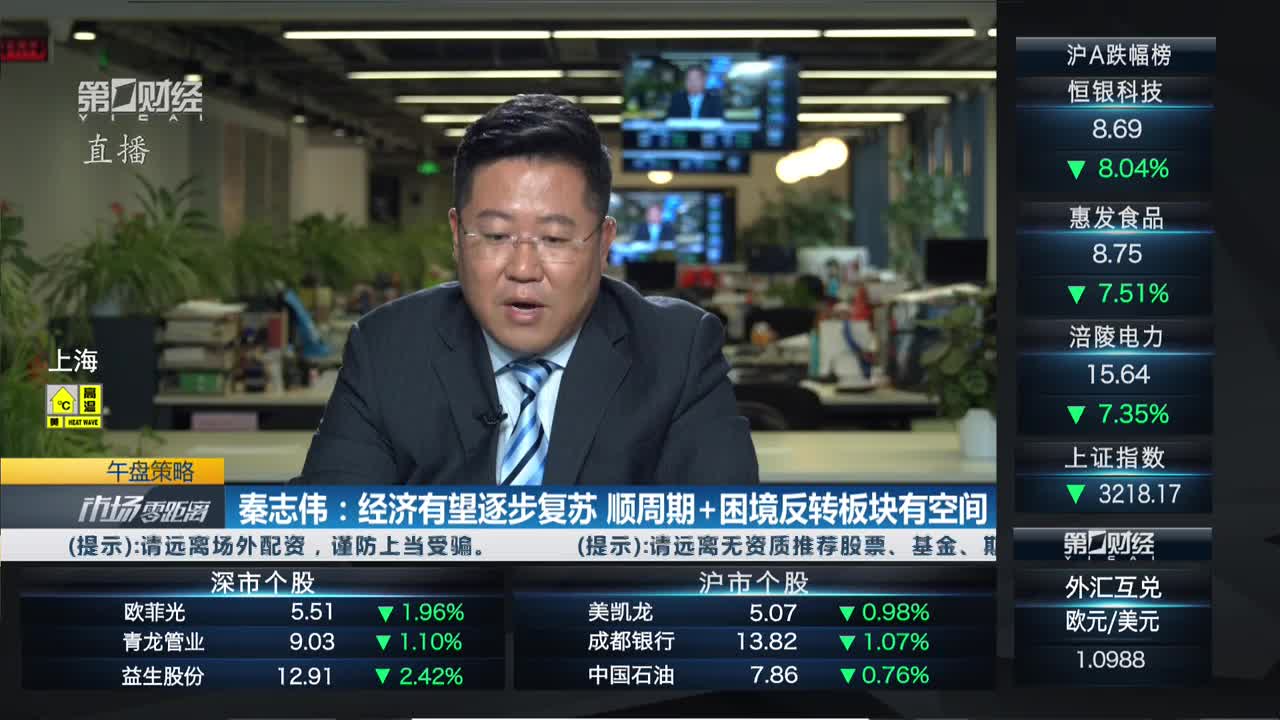 第一财经
YICAI
直播
上海
℃
高温
黄
HEAT WAVE
午盘策略
市场零距离
秦志伟：经济有望逐步复苏 顺周期+困境反转板块有空间
(提示):请远离场外配资，谨防上当受骗。 (提示):请远离无资质推荐股票、基金、期
深市个股
欧菲光 5.51 ▼1.96%
青龙管业 9.03 ▼1.10%
益生股份 12.91 ▼2.42%
沪市个股
美凯龙 5.07 ▼0.98%
成都银行 13.82 ▼1.07%
中国石油 7.86 ▼0.76%
沪A跌幅榜
恒银科技
8.69
▼ 8.04%
惠发食品
8.75
▼ 7.51%
涪陵电力
15.64
▼ 7.35%
上证指数
▼ 3218.17
第一财经
YICAI
外汇互兑
欧元/美元
1.0988